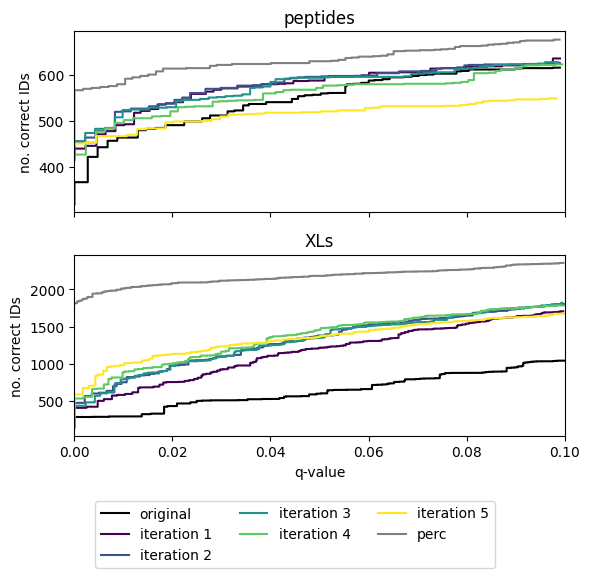 peptides
no. correct IDs
600
500
400
XLs
no. correct IDs
2000
1500
1000
500
0.00 0.02 0.04 0.06 0.08 0.10
q-value
original iteration 3 iteration 5
iteration 1 iteration 4 perc
iteration 2